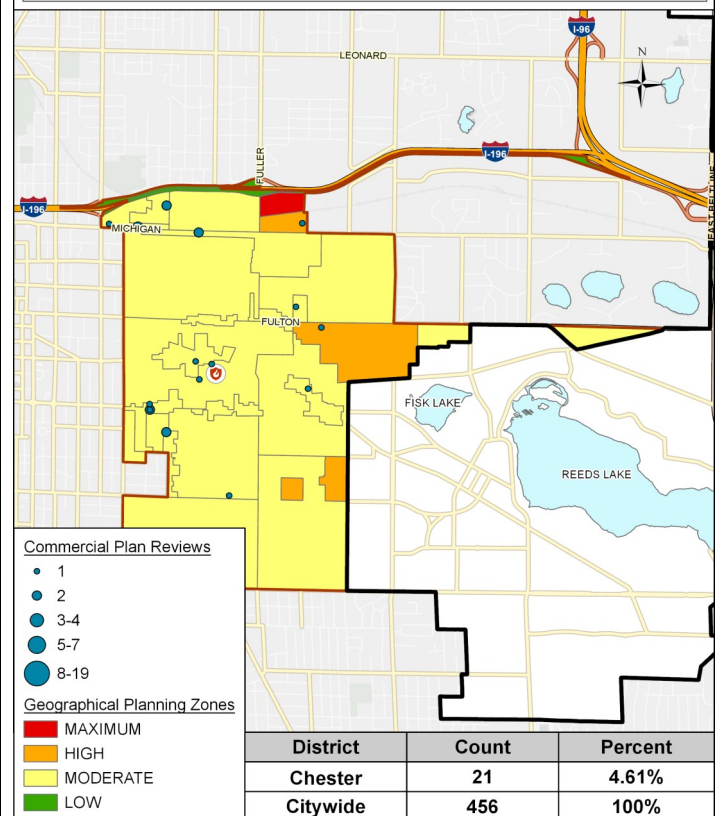 I-96
LEONARD
N
I-196
FULLER
EAST BELTLINE
I-196
MICHIGAN
FULTON
FISK LAKE
REEDS LAKE
Commercial Plan Reviews
1
2
3-4
5-7
8-19
Geographical Planning Zones
MAXIMUM
HIGH
MODERATE
LOW
District Count Percent
Chester 21 4.61%
Citywide 456 100%